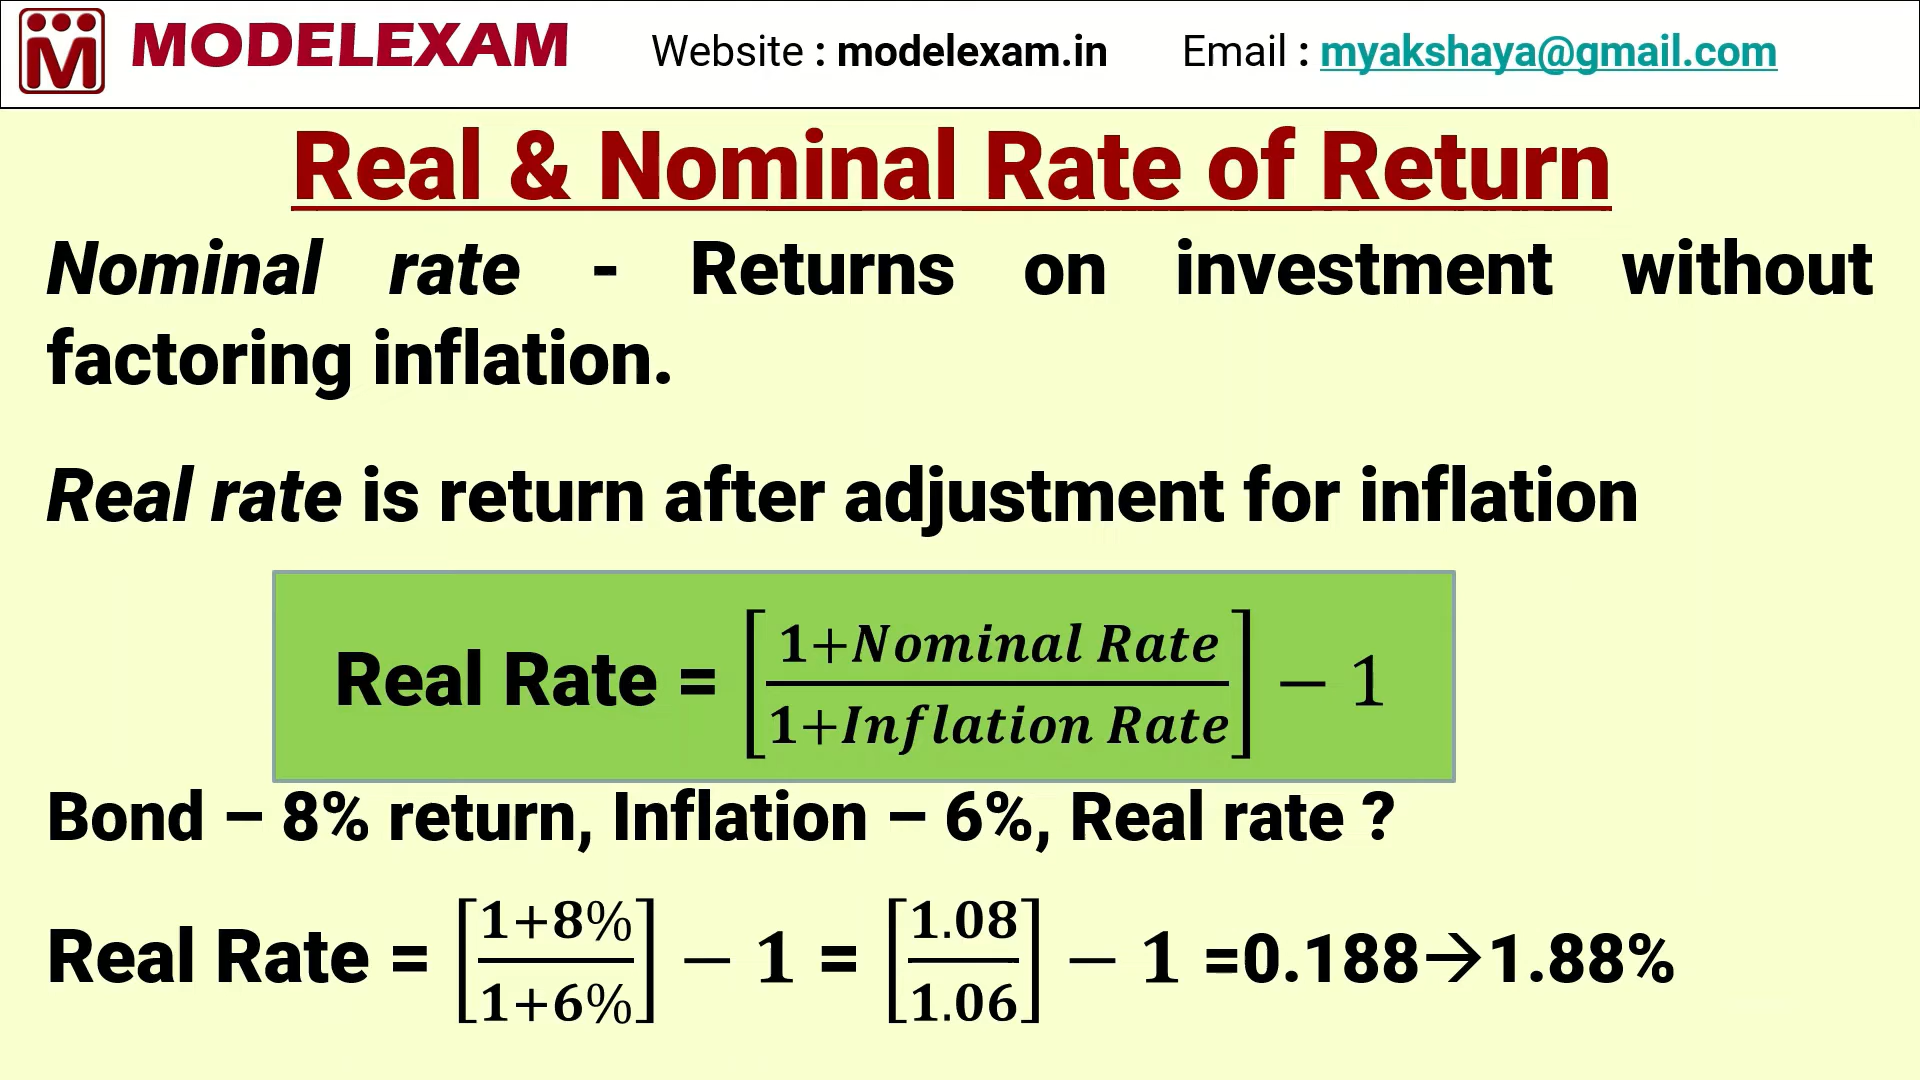 MODELEXAM Website : modelexam.in Email : myakshaya@gmail.com
Real & Nominal Rate of Return
Nominal rate - Returns on investment without
factoring inflation.
Real rate is return after adjustment for inflation
Real Rate = [1+Nominal Rate / 1+Inflation Rate] − 1
Bond – 8% return, Inflation – 6%, Real rate ?
Real Rate = [1+8% / 1+6%] − 1 = [1.08 / 1.06] − 1 =0.188→1.88%